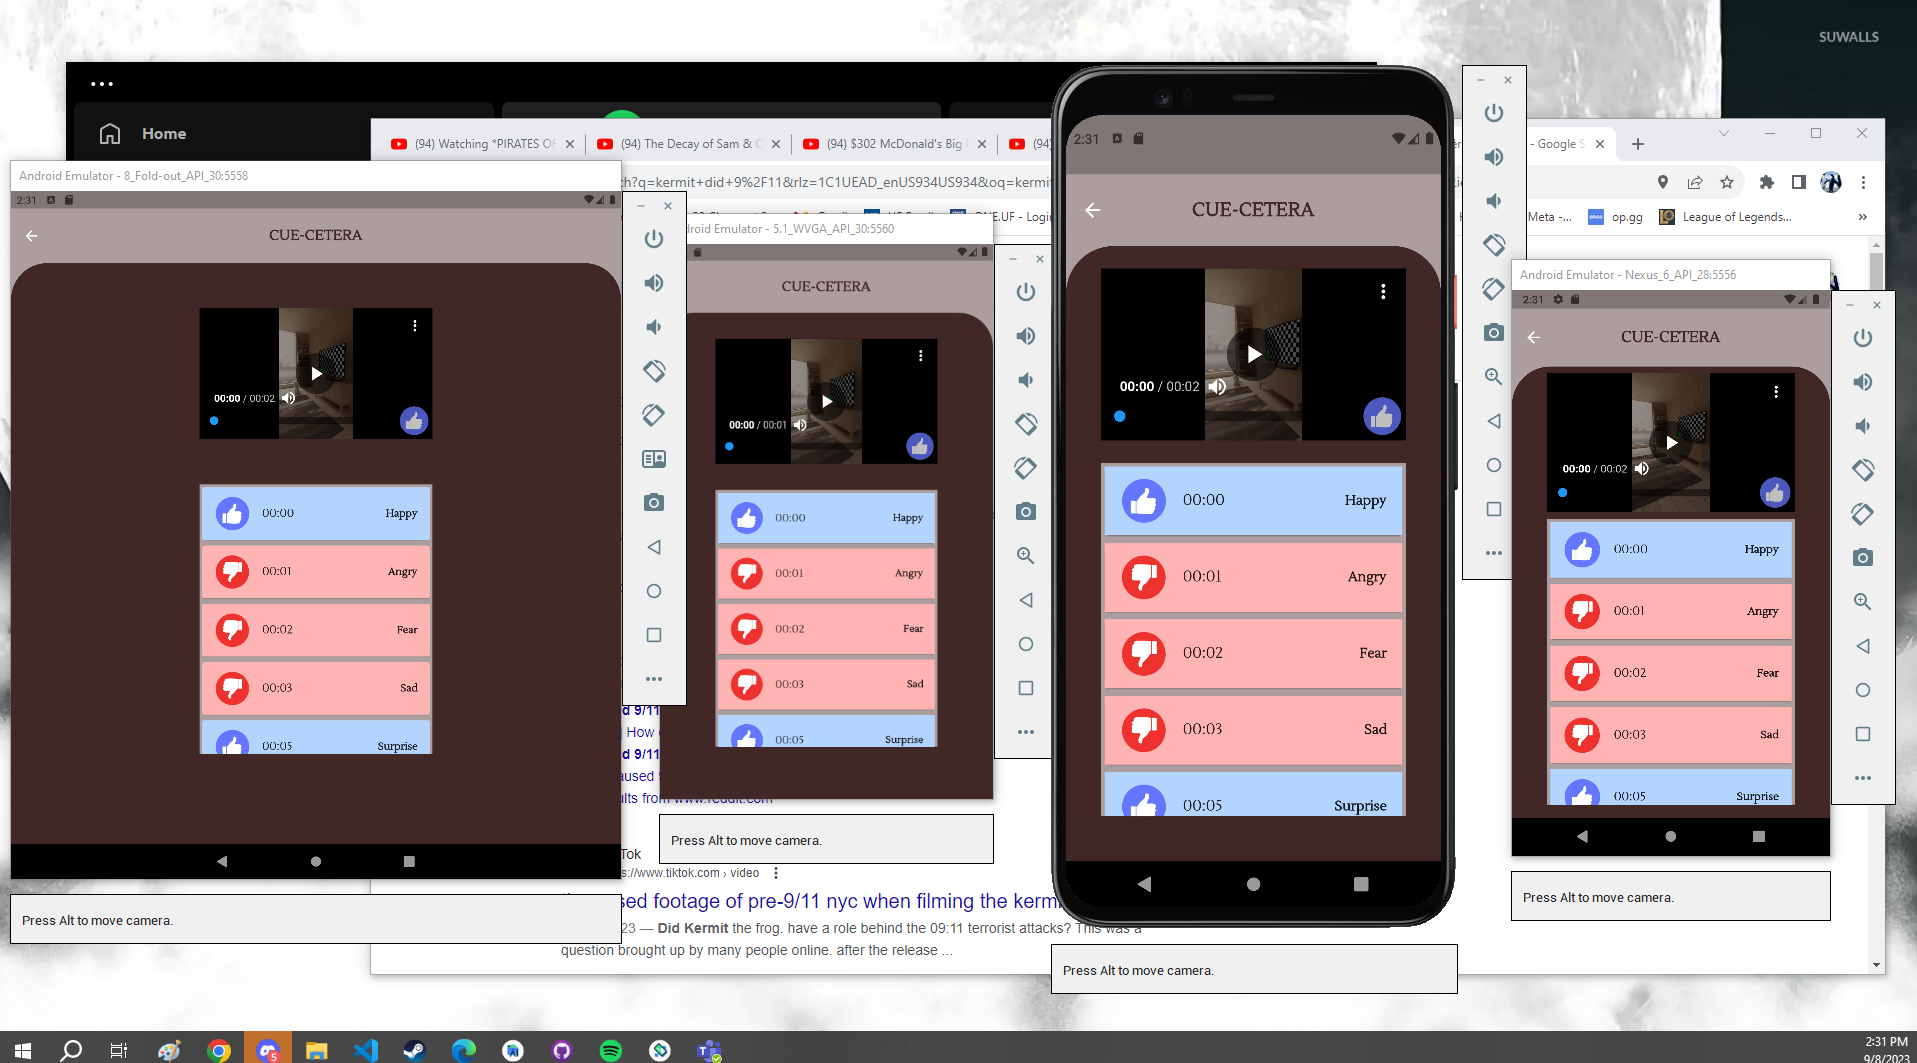 SUWALLS
Home
(94) Watching *PIRATES OF
(94) The Decay of Sam & C
(94) $302 McDonald's Big M
(94)
- Google S
ch?q=kermit+did+9%2F11&rlz=1C1UEAD_enUS934US934&oq=kermit
ONE.UF - Login
Meta -...
op.gg
League of Legends...
»
Android Emulator - 8_Fold-out_API_30:5558
2:31
CUE-CETERA
00:00 / 00:02
00:00 Happy
00:01 Angry
00:02 Fear
00:03 Sad
00:05 Surprise
Press Alt to move camera.
droid Emulator - 5.1_WVGA_API_30:5560
CUE-CETERA
00:00 / 00:01
00:00 Happy
00:01 Angry
00:02 Fear
00:03 Sad
00:05 Surprise
Press Alt to move camera.
2:31
CUE-CETERA
00:00 / 00:02
00:00 Happy
00:01 Angry
00:02 Fear
00:03 Sad
00:05 Surprise
Press Alt to move camera.
Android Emulator - Nexus_6_API_28:5556
2:31
CUE-CETERA
00:00 / 00:02
00:00 Happy
00:01 Angry
00:02 Fear
00:03 Sad
00:05 Surprise
Press Alt to move camera.
d 9/11
How
d 9/11
aused
ults from www.reddit.com
Tok
s://www.tiktok.com › video
sed footage of pre-9/11 nyc when filming the kermi
23 — Did Kermit the frog. have a role behind the 09:11 terrorist attacks? This was a
question brought up by many people online. after the release ...
5
2:31 PM
9/8/2023